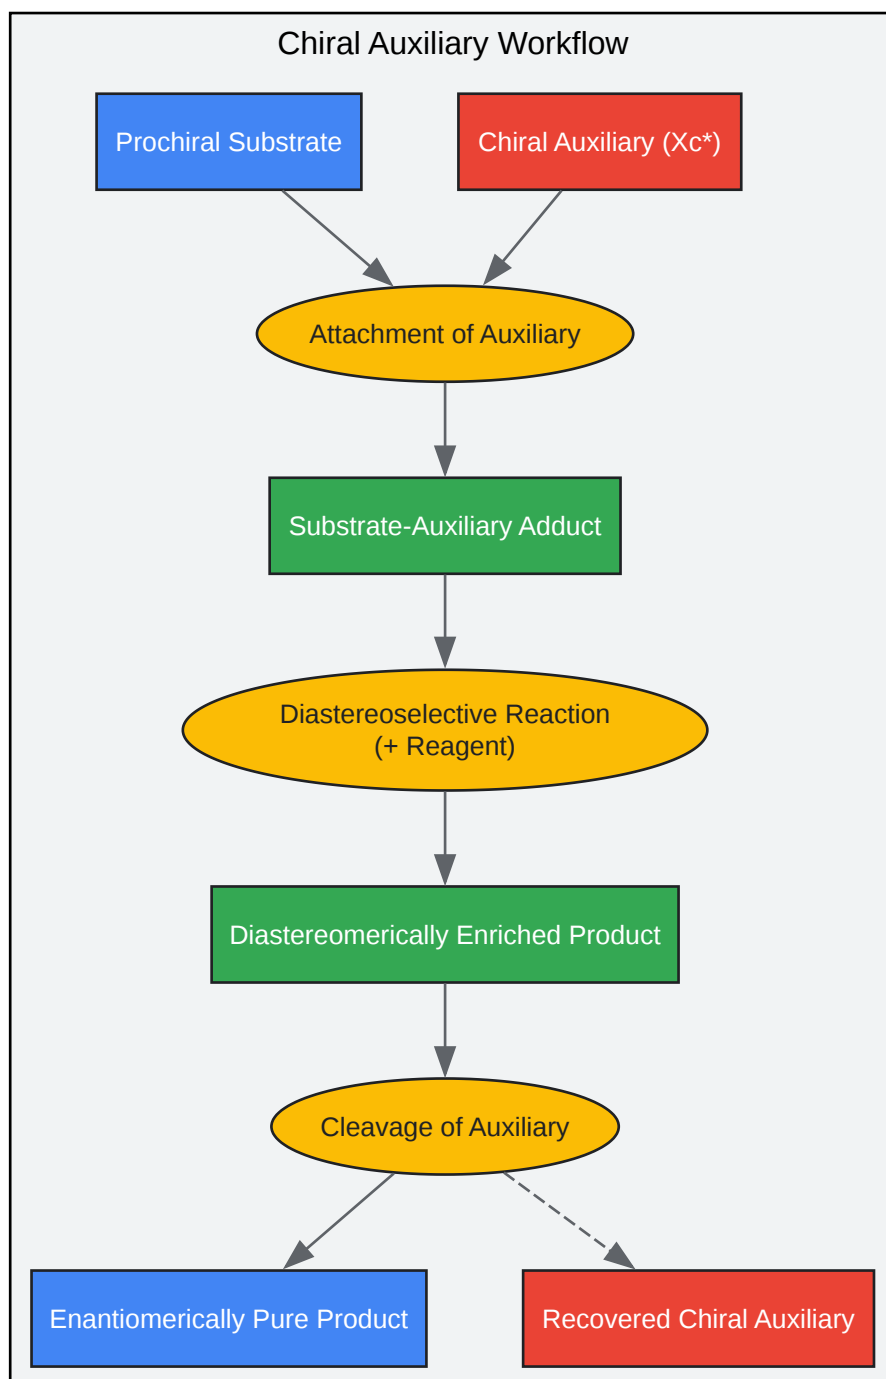 Chiral Auxiliary Workflow
Prochiral Substrate
Chiral Auxiliary (Xc*)
Attachment of Auxiliary
Substrate-Auxiliary Adduct
Diastereoselective Reaction
(+ Reagent)
Diastereomerically Enriched Product
Cleavage of Auxiliary
Enantiomerically Pure Product
Recovered Chiral Auxiliary